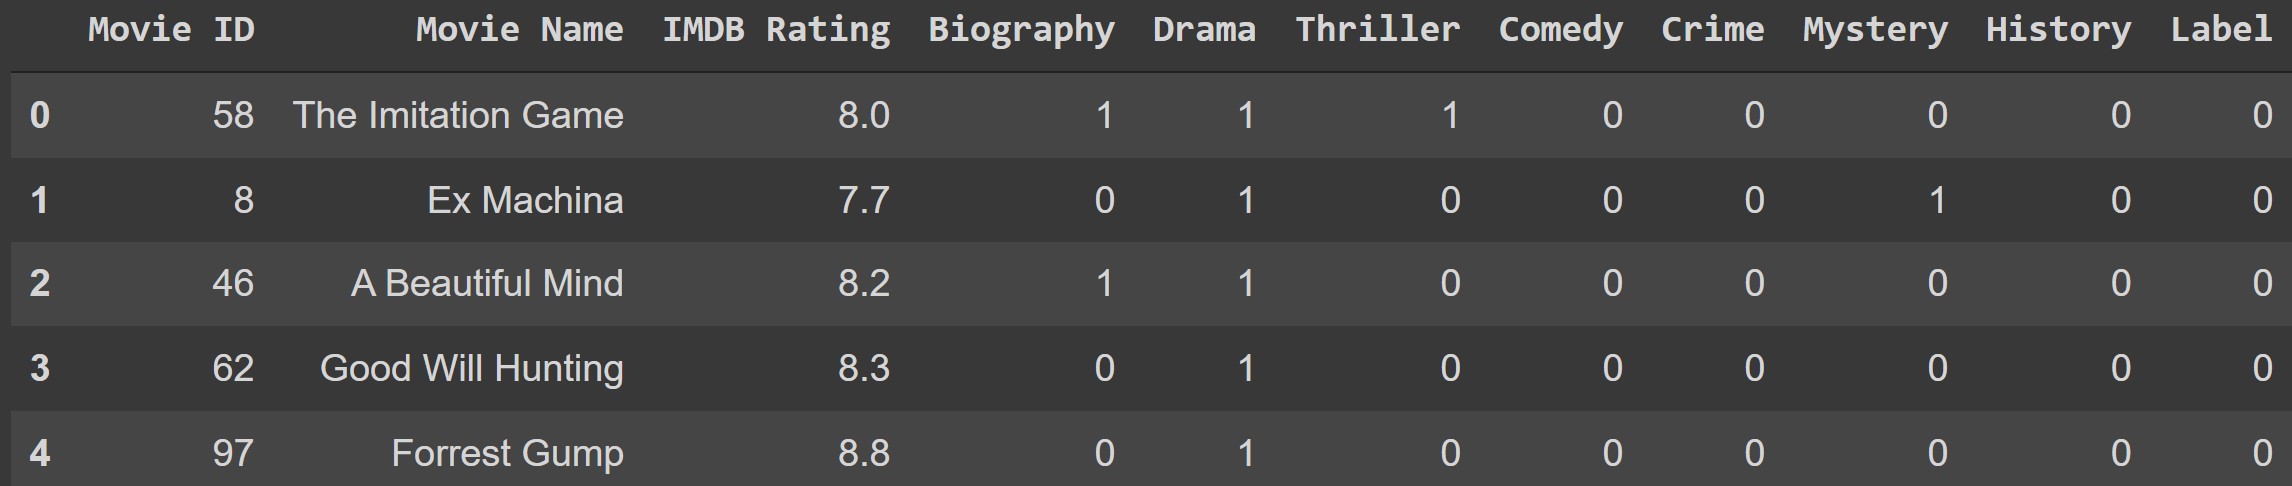 Movie ID Movie Name IMDB Rating Biography Drama Thriller Comedy Crime Mystery History Label
0 58 The Imitation Game 8.0 1 1 1 0 0 0 0 0
1 8 Ex Machina 7.7 0 1 0 0 0 1 0 0
2 46 A Beautiful Mind 8.2 1 1 0 0 0 0 0 0
3 62 Good Will Hunting 8.3 0 1 0 0 0 0 0 0
4 97 Forrest Gump 8.8 0 1 0 0 0 0 0 0